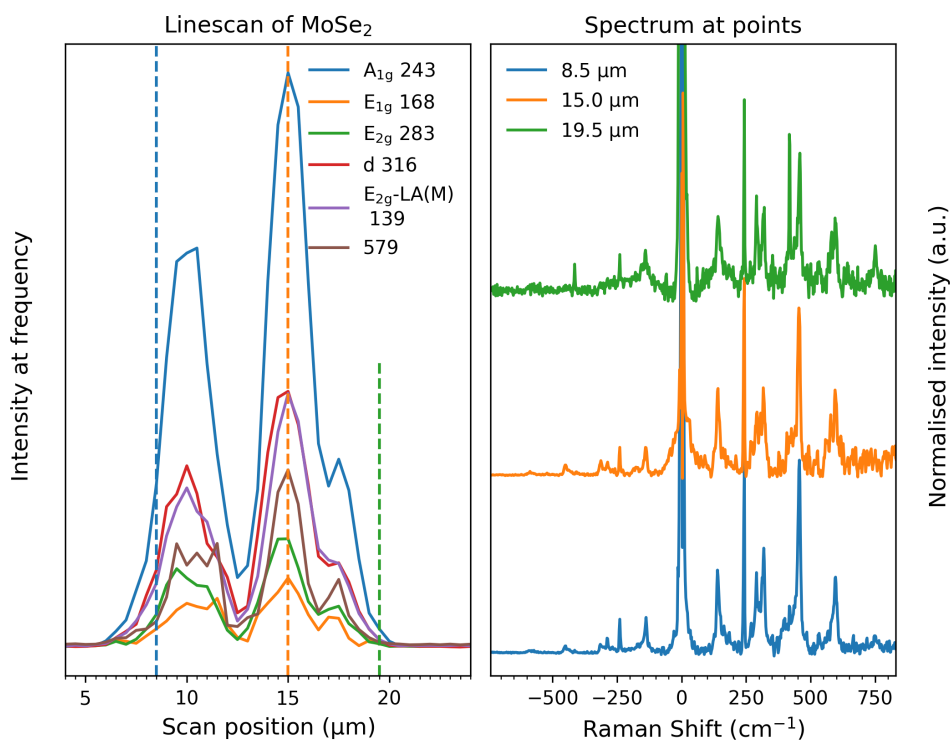 Linescan of MoSe₂
Spectrum at points
A₁g 243
E₁g 168
E₂g 283
d 316
E₂g-LA(M)
139
579
8.5 μm
15.0 μm
19.5 μm
Intensity at frequency
Normalised intensity (a.u.)
5 10 15 20
−500 −250 0 250 500 750
Scan position (μm)
Raman Shift (cm⁻¹)